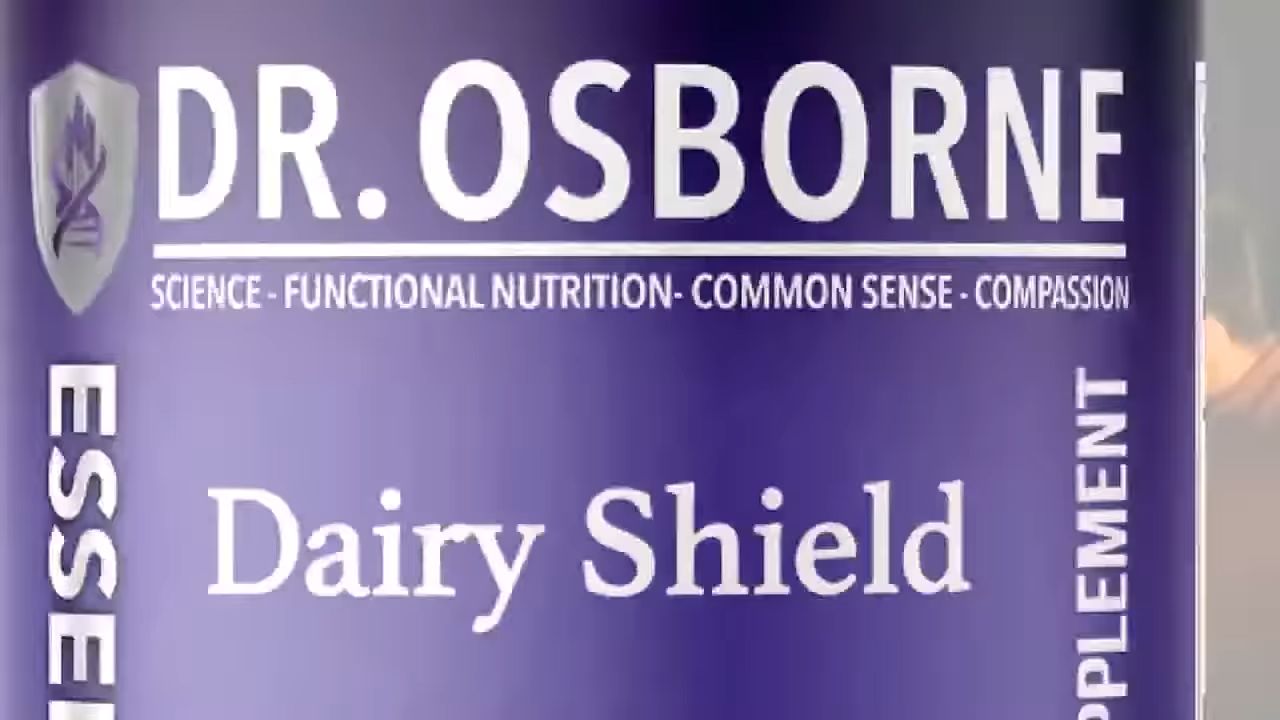 DR. OSBORNE
SCIENCE - FUNCTIONAL NUTRITION- COMMON SENSE - COMPASSION
Dairy Shield